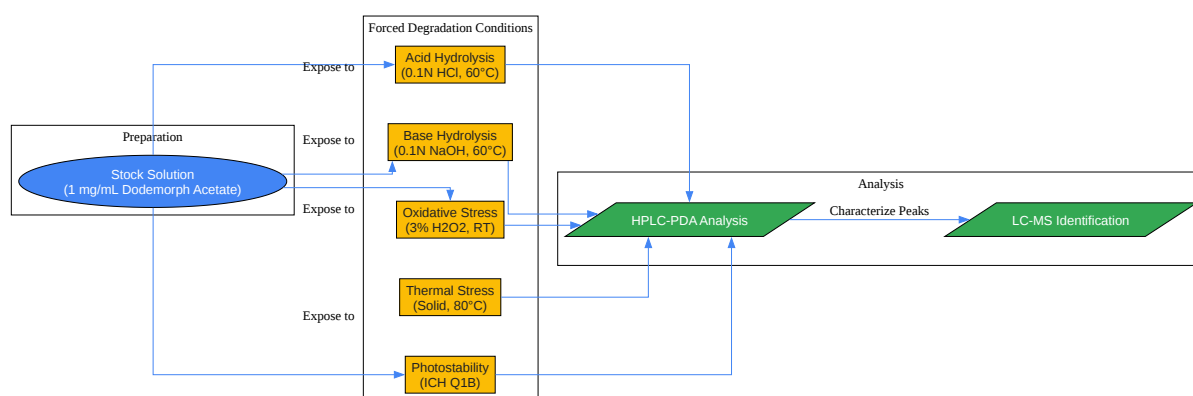 Forced Degradation Conditions
Expose to
Acid Hydrolysis
(0.1N HCl, 60°C)
Preparation
Stock Solution
(1 mg/mL Dodemorph Acetate)
Expose to
Base Hydrolysis
(0.1N NaOH, 60°C)
Expose to
Oxidative Stress
(3% H2O2, RT)
Thermal Stress
(Solid, 80°C)
Expose to
Photostability
(ICH Q1B)
Analysis
HPLC-PDA Analysis
Characterize Peaks
LC-MS Identification